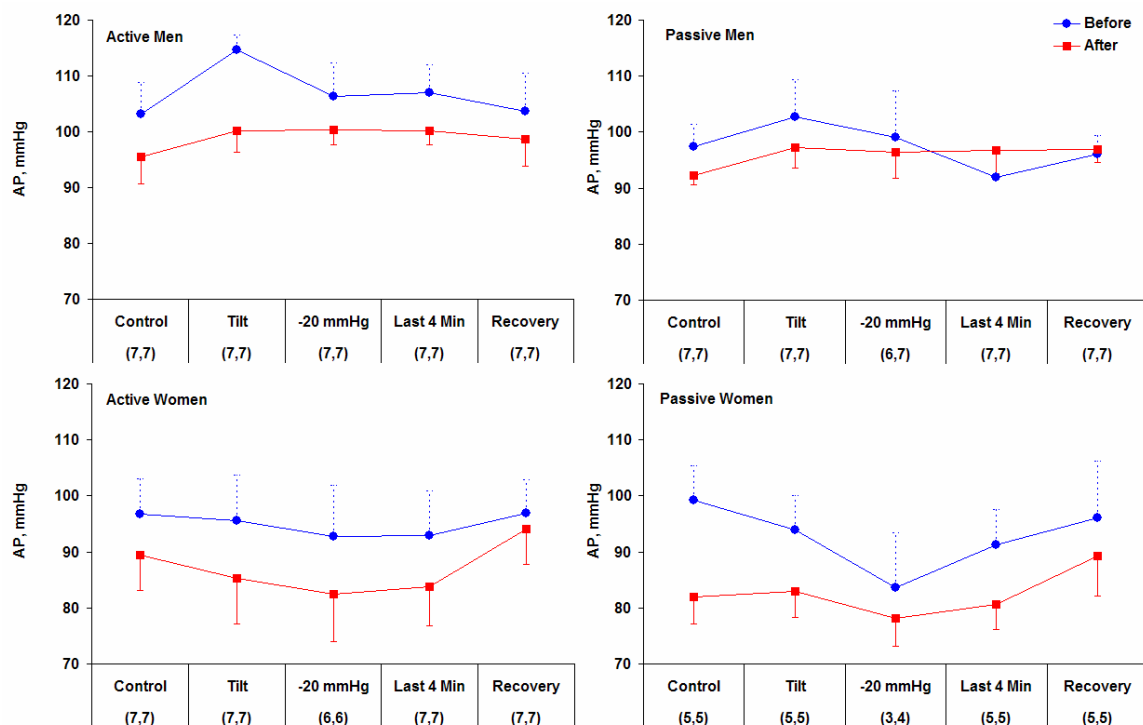 Active Men
AP, mmHg
120
110
100
90
80
70
Control Tilt -20 mmHg Last 4 Min Recovery
(7,7) (7,7) (7,7) (7,7) (7,7)
Passive Men
Before
After
AP, mmHg
120
110
100
90
80
70
Control Tilt -20 mmHg Last 4 Min Recovery
(7,7) (7,7) (6,7) (7,7) (7,7)
Active Women
AP, mmHg
120
110
100
90
80
70
Control Tilt -20 mmHg Last 4 Min Recovery
(7,7) (7,7) (6,6) (7,7) (7,7)
Passive Women
AP, mmHg
120
110
100
90
80
70
Control Tilt -20 mmHg Last 4 Min Recovery
(5,5) (5,5) (3,4) (5,5) (5,5)